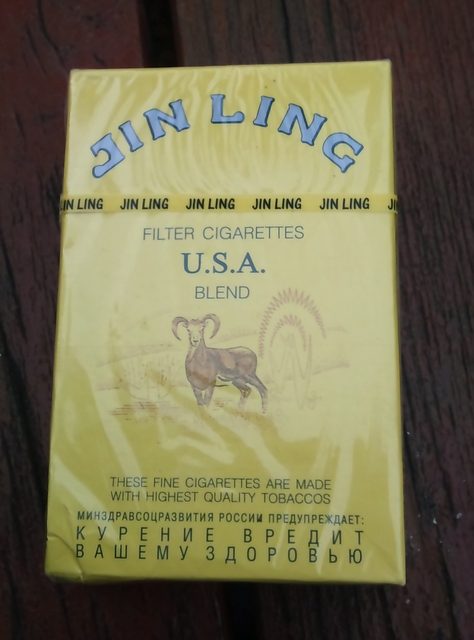 JIN LING
JIN LING JIN LING JIN LING JIN LING JIN LING
FILTER CIGARETTES
U.S.A.
BLEND
THESE FINE CIGARETTES ARE MADE
WITH HIGHEST QUALITY TOBACCOS
МИНЗДРАВСОЦРАЗВИТИЯ РОССИИ ПРЕДУПРЕЖДАЕТ:
КУРЕНИЕ ВРЕДИТ
ВАШЕМУ ЗДОРОВЬЮ